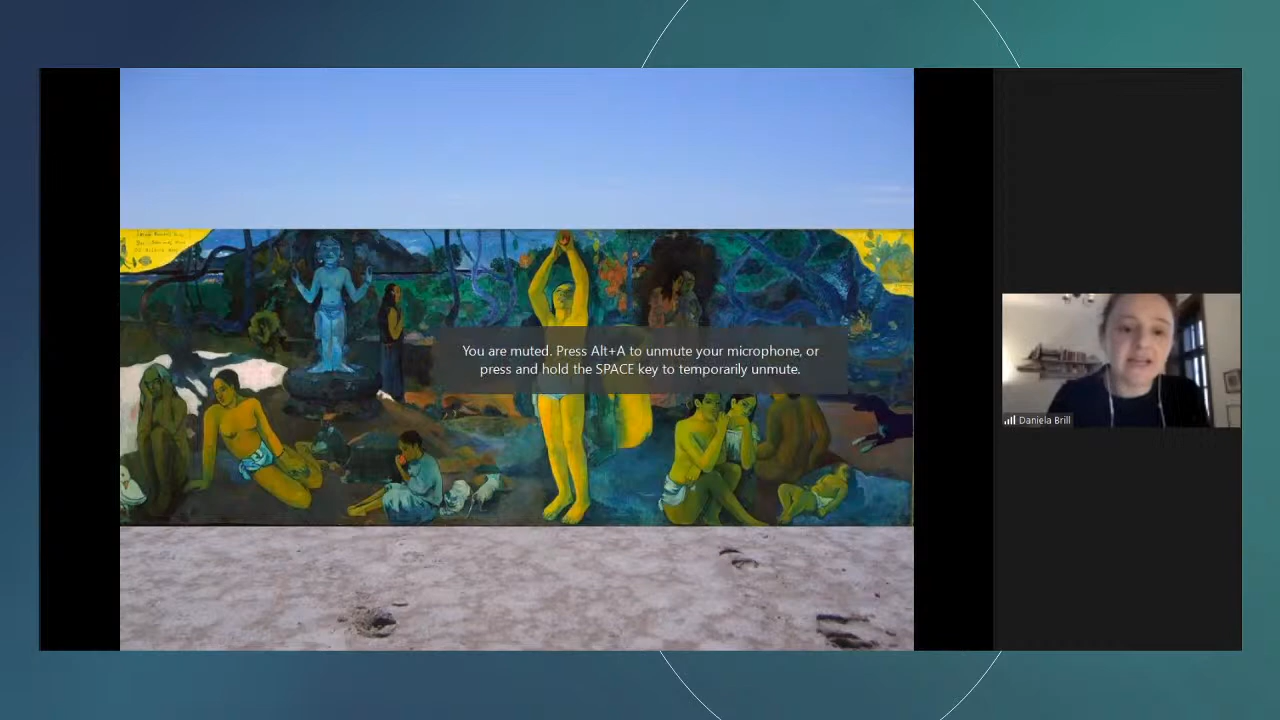 You are muted. Press Alt+A to unmute your microphone, or
press and hold the SPACE key to temporarily unmute.
Daniela Brill